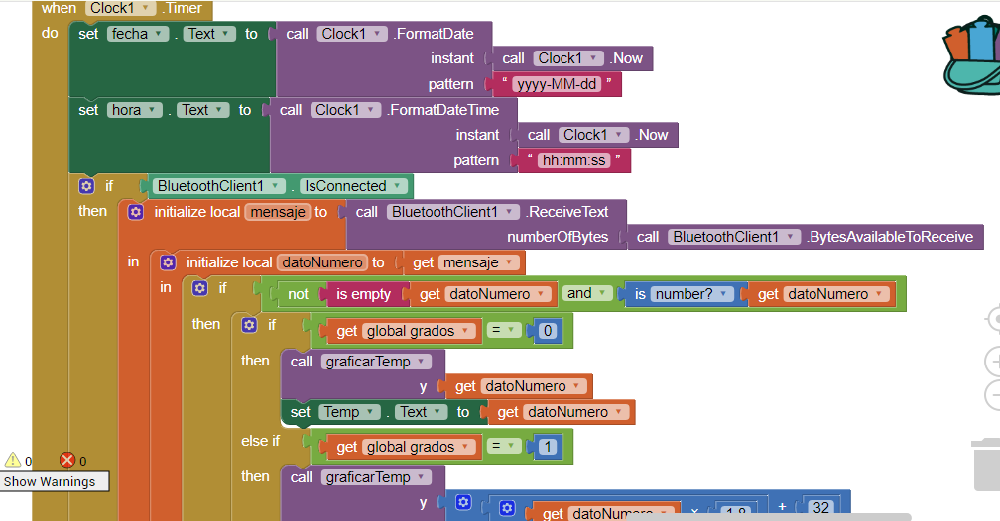 when Clock1 .Timer
do set fecha . Text to call Clock1 .FormatDate
instant call Clock1 .Now
pattern " yyyy-MM-dd "
set hora . Text to call Clock1 .FormatDateTime
instant call Clock1 .Now
pattern " hh:mm:ss "
if BluetoothClient1 . IsConnected
then initialize local mensaje to call BluetoothClient1 .ReceiveText
numberOfBytes call BluetoothClient1 .BytesAvailableToReceive
in initialize local datoNumero to get mensaje
in if not is empty get datoNumero and is number? get datoNumero
then if get global grados = 0
then call graficarTemp
y get datoNumero
set Temp . Text to get datoNumero
else if get global grados = 1
0 0
then call graficarTemp
Show Warnings
y get datoNumero × 1.8 + 32